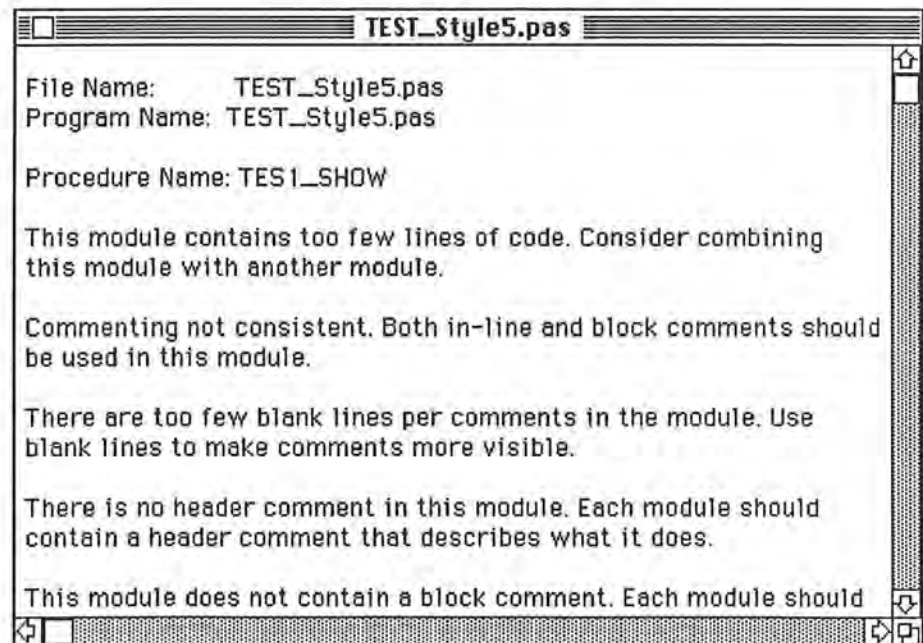 TEST_Style5.pas
File Name: TEST_Style5.pas
Program Name: TEST_Style5.pas
Procedure Name: TES1_SHOW
This module contains too few lines of code. Consider combining
this module with another module.
Commenting not consistent. Both in-line and block comments should
be used in this module.
There are too few blank lines per comments in the module. Use
blank lines to make comments more visible.
There is no header comment in this module. Each module should
contain a header comment that describes what it does.
This module does not contain a block comment. Each module should